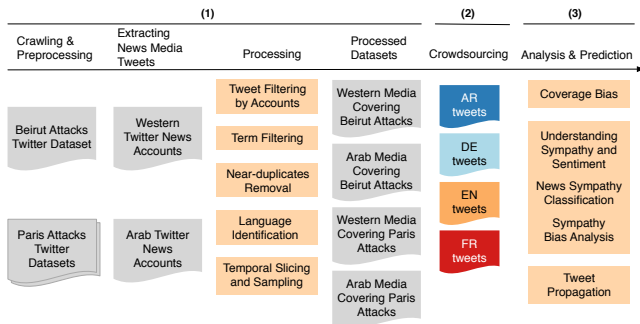 (1)
(2)
(3)
Crawling &
Preprocessing
Extracting
News Media
Tweets
Processing
Processed
Datasets
Crowdsourcing
Analysis & Prediction
Beirut Attacks
Twitter Dataset
Paris Attacks
Twitter
Datasets
Western
Twitter News
Accounts
Arab Twitter
News
Accounts
Tweet Filtering
by Accounts
Term Filtering
Near-duplicates
Removal
Language
Identification
Temporal Slicing
and Sampling
Western Media
Covering
Beirut Attacks
Arab Media
Covering
Beirut Attacks
Western Media
Covering Paris
Attacks
Arab Media
Covering Paris
Attacks
AR
tweets
DE
tweets
EN
tweets
FR
tweets
Coverage Bias
Understanding
Sympathy and
Sentiment
News Sympathy
Classification
Sympathy
Bias Analysis
Tweet
Propagation